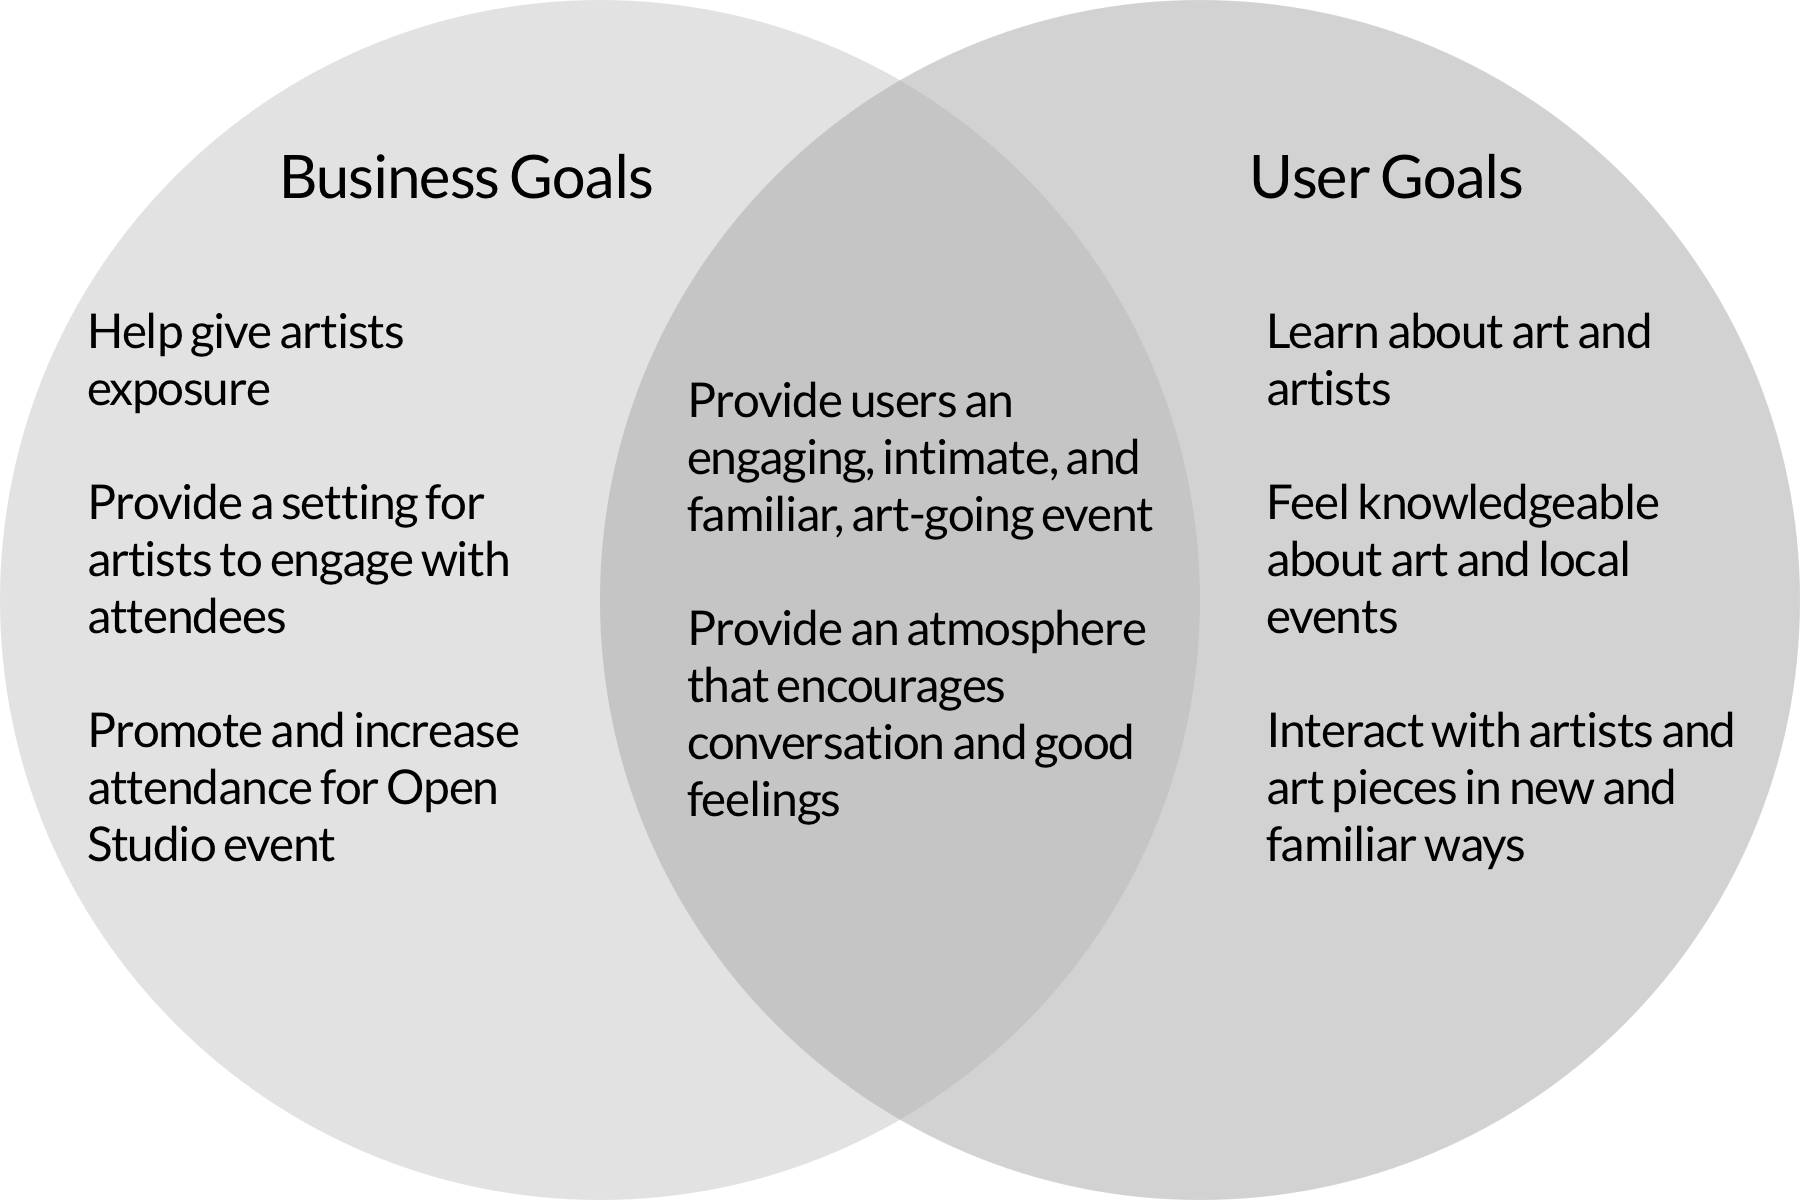 Business Goals
Help give artists
exposure
Provide a setting for
artists to engage with
attendees
Promote and increase
attendance for Open
Studio event
Provide users an
engaging, intimate, and
familiar, art-going event
Provide an atmosphere
that encourages
conversation and good
feelings
User Goals
Learn about art and
artists
Feel knowledgeable
about art and local
events
Interact with artists and
art pieces in new and
familiar ways